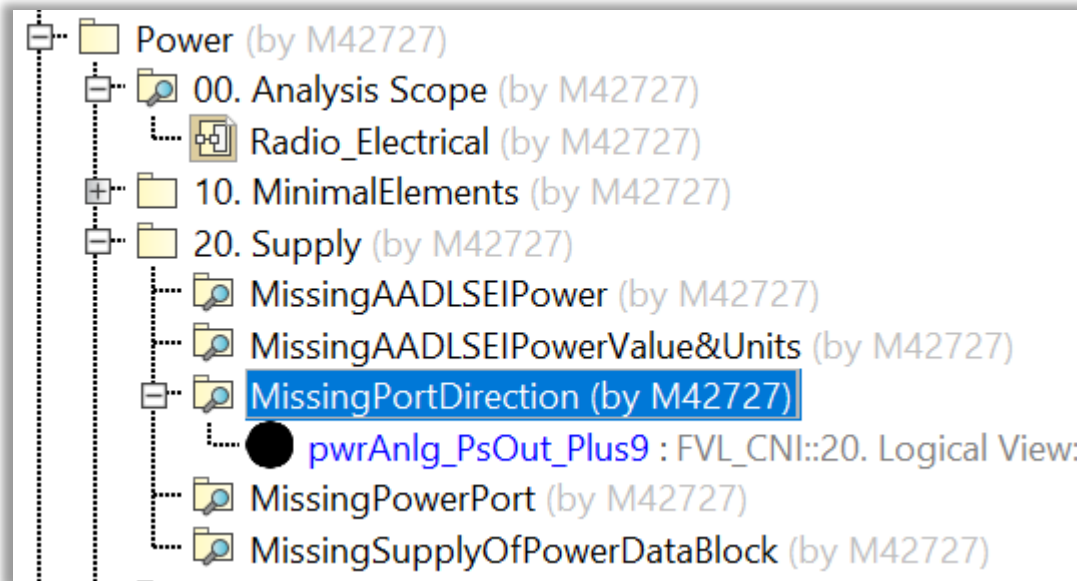 Power (by M42727)
00. Analysis Scope (by M42727)
Radio_Electrical (by M42727)
10. MinimalElements (by M42727)
20. Supply (by M42727)
MissingAADLSEIPower (by M42727)
MissingAADLSEIPowerValue&Units (by M42727)
MissingPortDirection (by M42727)
pwrAnlg_PsOut_Plus9 : FVL_CNI::20. Logical View:
MissingPowerPort (by M42727)
MissingSupplyOfPowerDataBlock (by M42727)